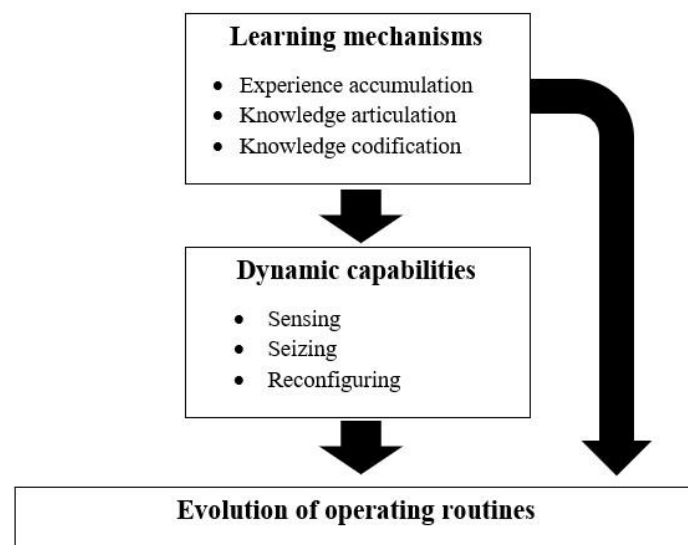 Learning mechanisms
• Experience accumulation
• Knowledge articulation
• Knowledge codification
Dynamic capabilities
• Sensing
• Seizing
• Reconfiguring
Evolution of operating routines